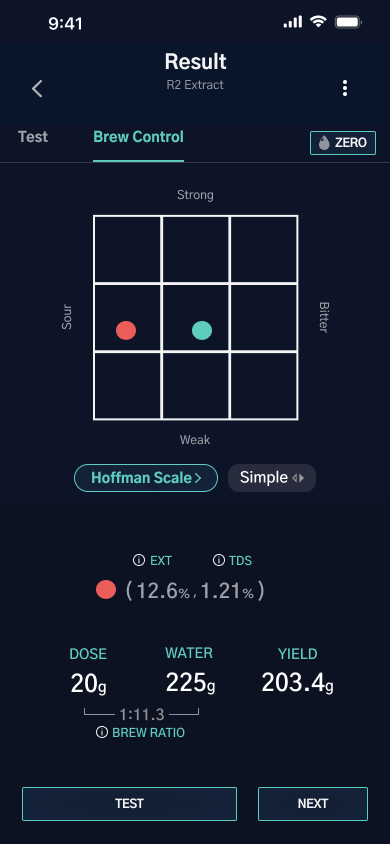 9:41
Result
R2 Extract
Test Brew Control ZERO
Strong
Sour
Bitter
Weak
Hoffman Scale > Simple
EXT TDS
(12.6%,1.21%)
DOSE WATER YIELD
20g 225g 203.4g
1:11.3
BREW RATIO
TEST NEXT